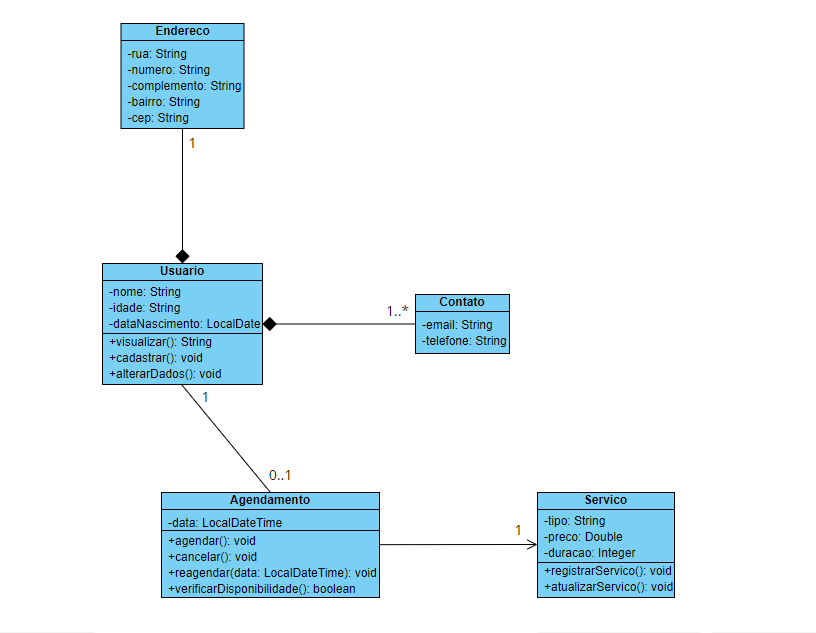 Endereco
-rua: String
-numero: String
-complemento: String
-bairro: String
-cep: String
1
Usuario
-nome: String
-idade: String
-dataNascimento: LocalDate
+visualizar(): String
+cadastrar(): void
+alterarDados(): void
1..*
Contato
-email: String
-telefone: String
1
0..1
Agendamento
-data: LocalDateTime
+agendar(): void
+cancelar(): void
+reagendar(data: LocalDateTime): void
+verificarDisponibilidade(): boolean
1
Servico
-tipo: String
-preco: Double
-duracao: Integer
+registrarServico(): void
+atualizarServico(): void